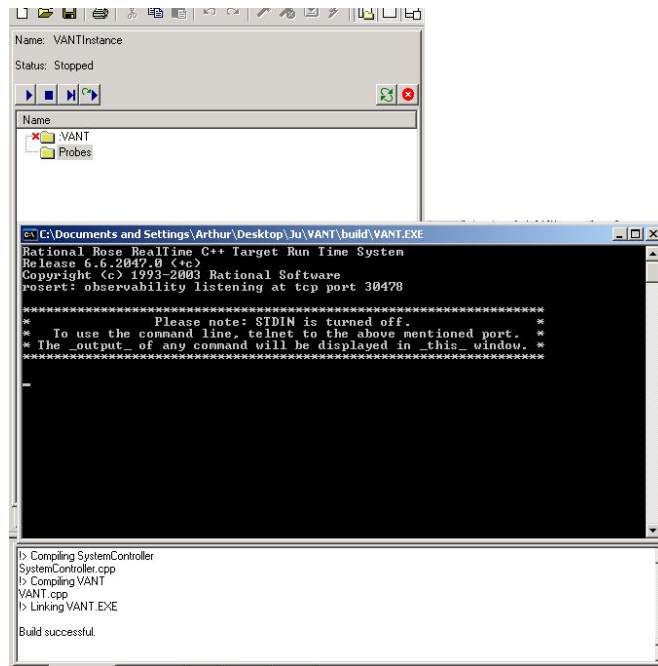 Name: VANTInstance
Status: Stopped
Name
:VANT
Probes
C:\Documents and Settings\Arthur\Desktop\Ju\VANT\build\VANT.EXE
Rational Rose RealTime C++ Target Run Time System
Release 6.6.2047.0 (+c)
Copyright (c) 1993-2003 Rational Software
rosert: observability listening at tcp port 30478
*******************************************************************
* Please note: STDIN is turned off. *
* To use the command line, telnet to the above mentioned port. *
* The _output_ of any command will be displayed in _this_ window. *
*******************************************************************
!> Compiling SystemController
SystemController.cpp
!> Compiling VANT
VANT.cpp
!> Linking VANT.EXE
Build successful.